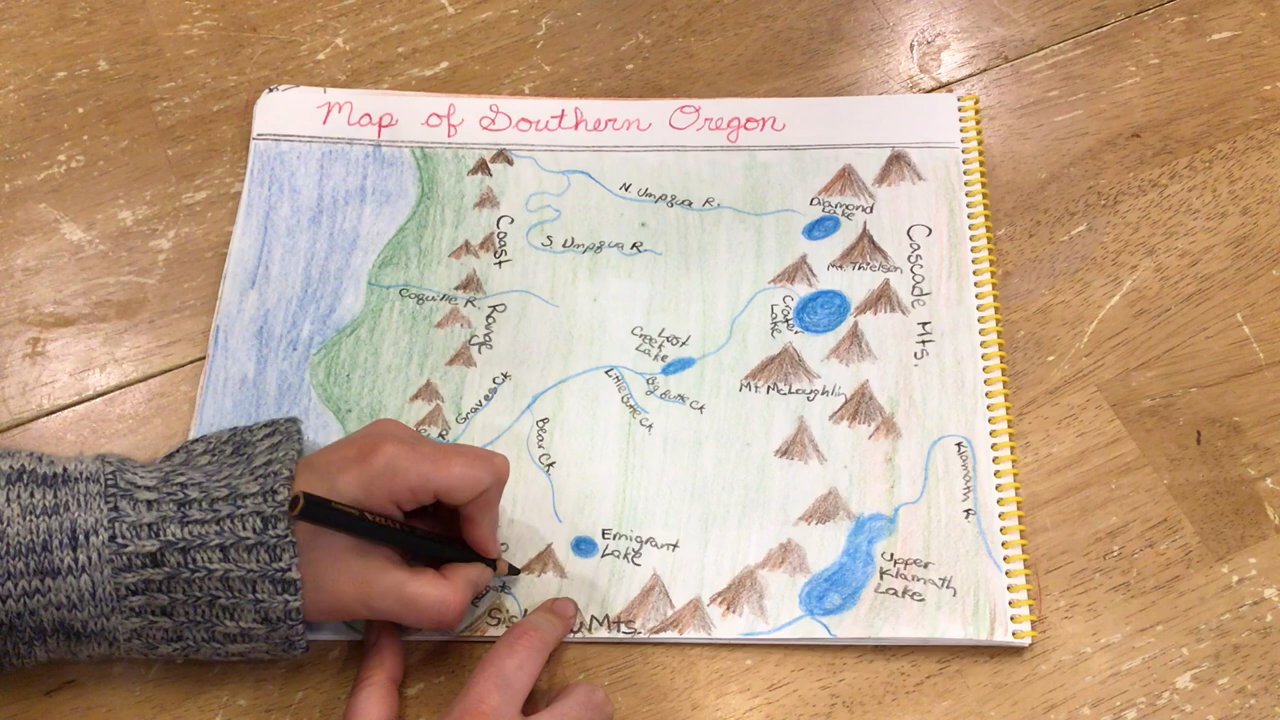 Map of Southern Oregon
N. Umpqua R.
Diamond
Lake
Coast
Range
S. Umpqua R.
Cascade Mts.
Mt. Thielsen
Coquille R.
Crater
Lake
Lost
Creek
Lake
Mt. McLoughlin
Little Butte Ck.
Big Butte Ck
Graves Ck
Bear Ck
Klamath R.
Emigrant
Lake
Upper
Klamath
Lake
Mts.